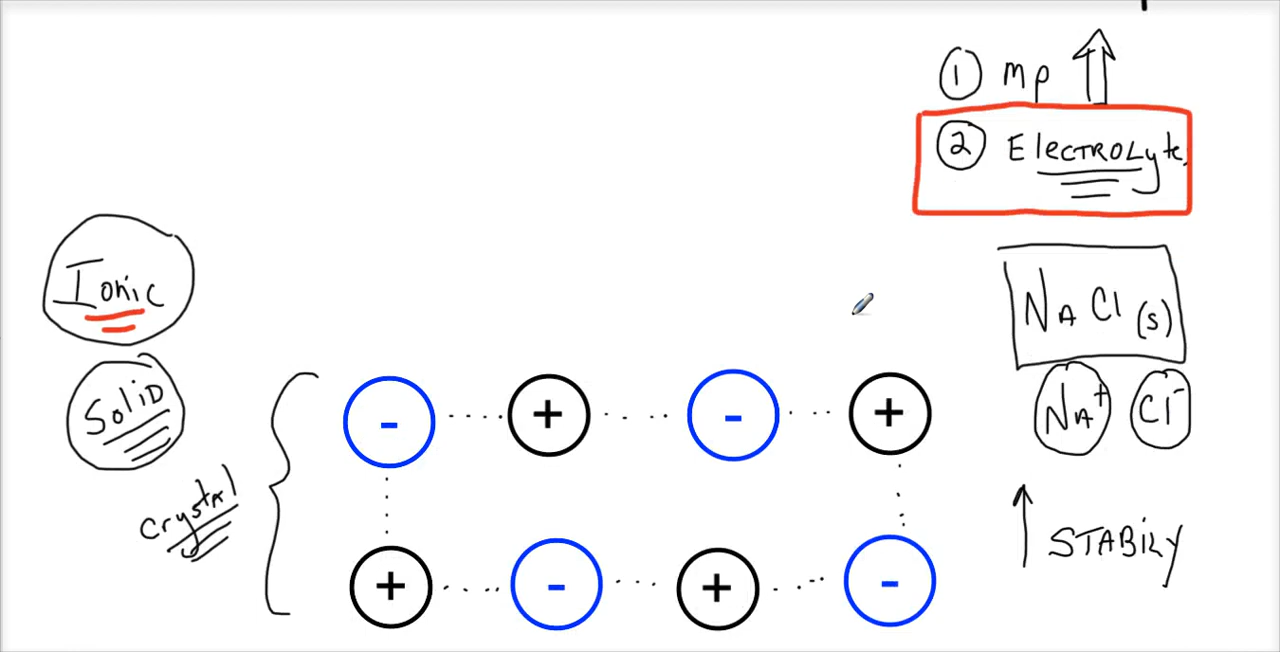 ① mp
② Electrolyte
Ionic
Solid
Crystal
NaCl (s)
Na+ Cl-
- + - +
+ - + -
STABILY